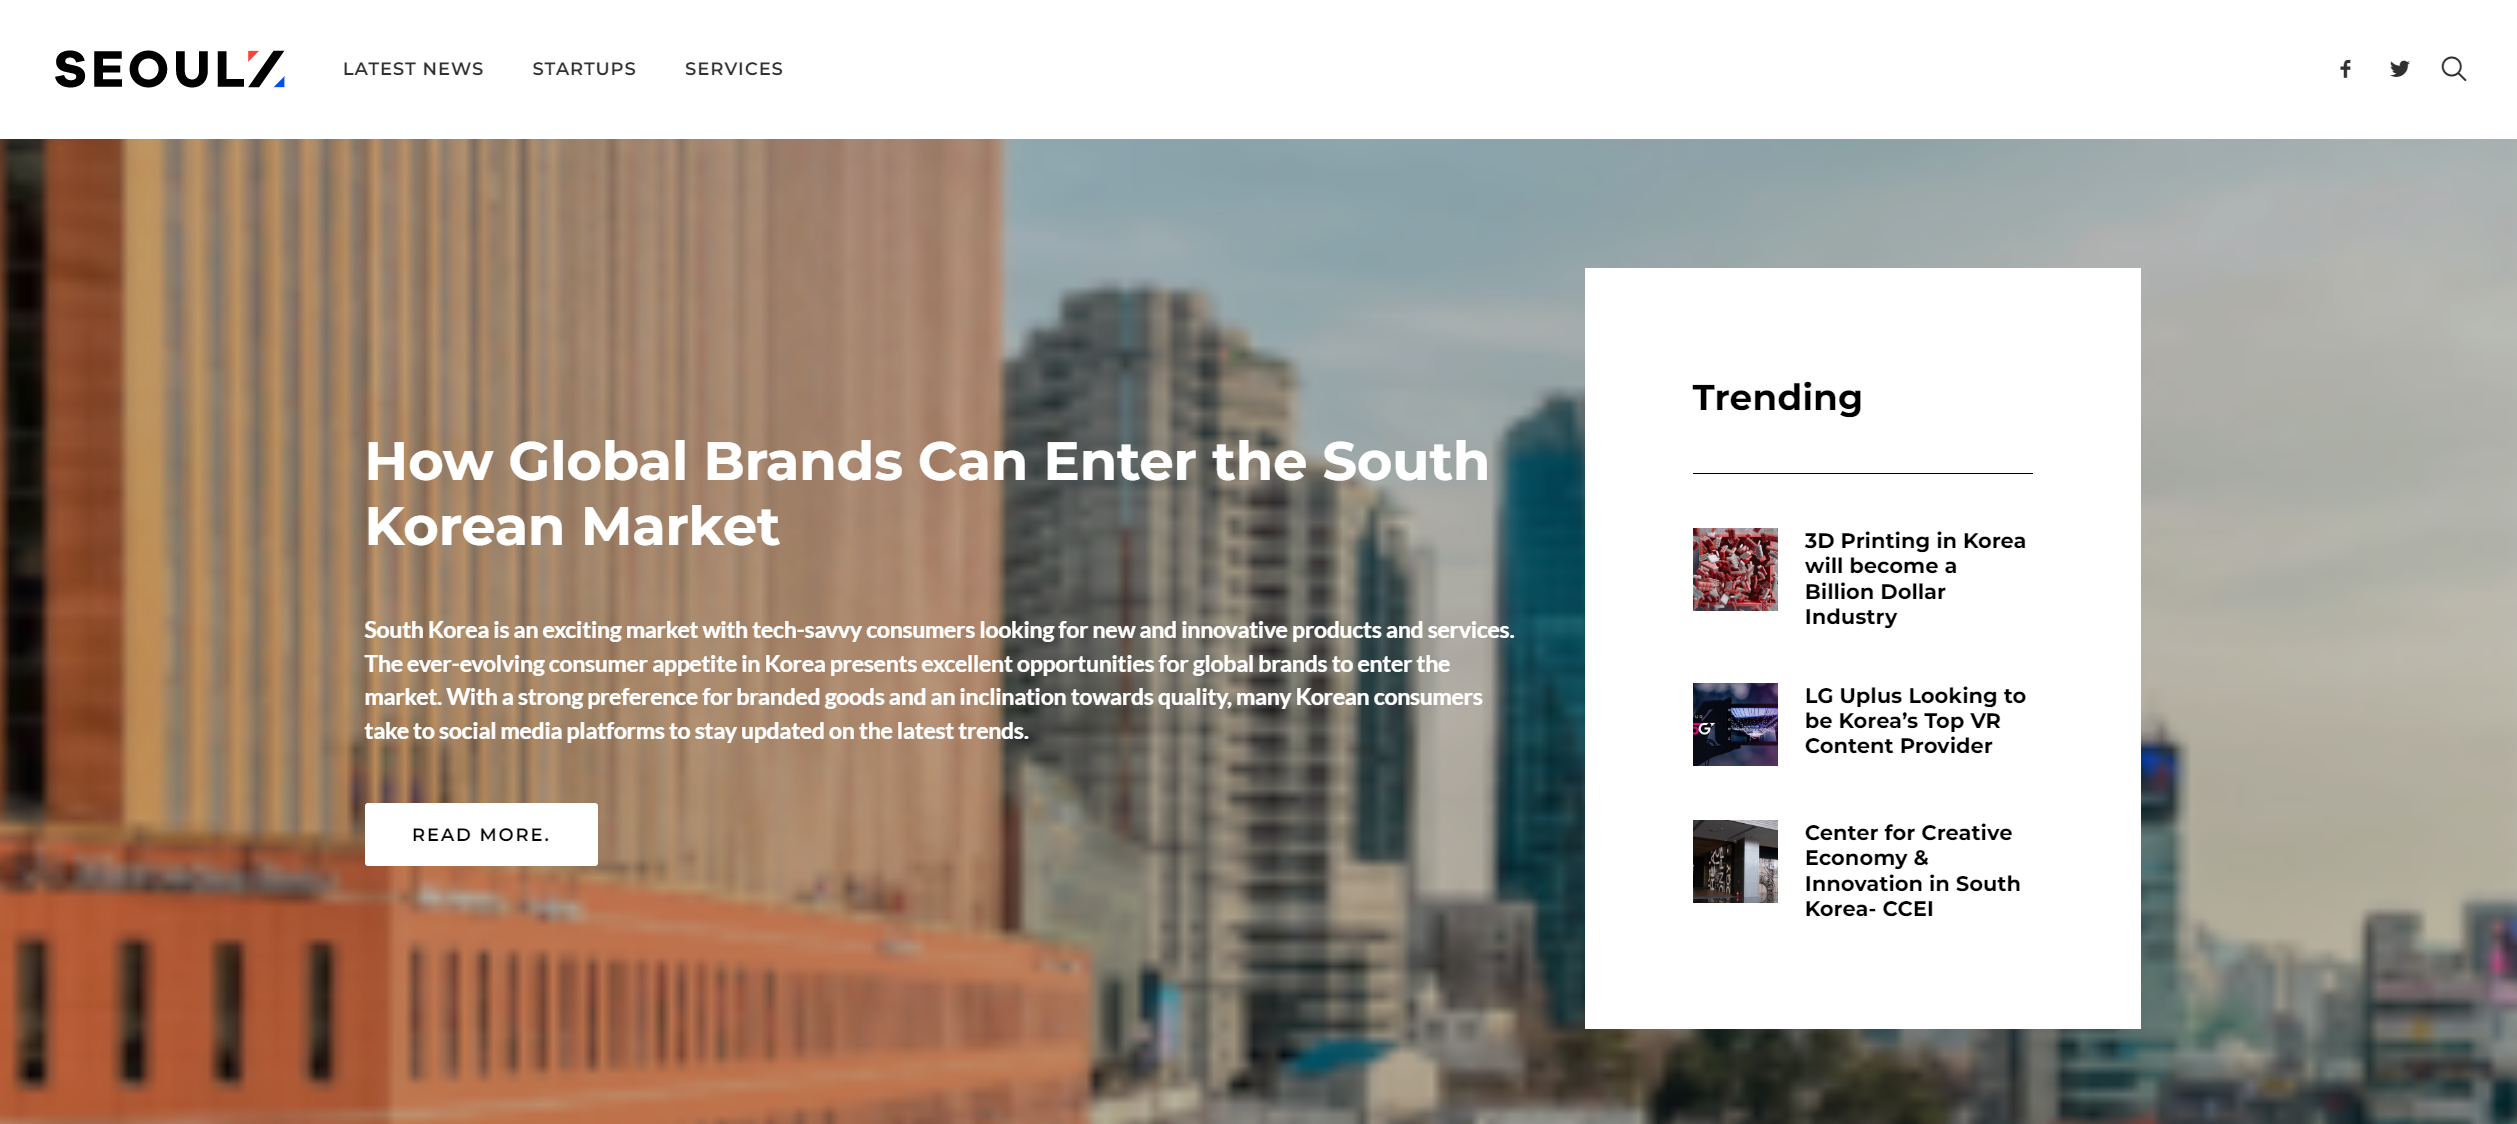 SEOULZ
LATEST NEWS
STARTUPS
SERVICES
How Global Brands Can Enter the South
Korean Market
South Korea is an exciting market with tech-savvy consumers looking for new and innovative products and services.
The ever-evolving consumer appetite in Korea presents excellent opportunities for global brands to enter the
market. With a strong preference for branded goods and an inclination towards quality, many Korean consumers
take to social media platforms to stay updated on the latest trends.
READ MORE.
Trending
3D Printing in Korea
will become a
Billion Dollar
Industry
5G
LG Uplus Looking to
be Korea’s Top VR
Content Provider
Center for Creative
Economy &
Innovation in South
Korea- CCEI